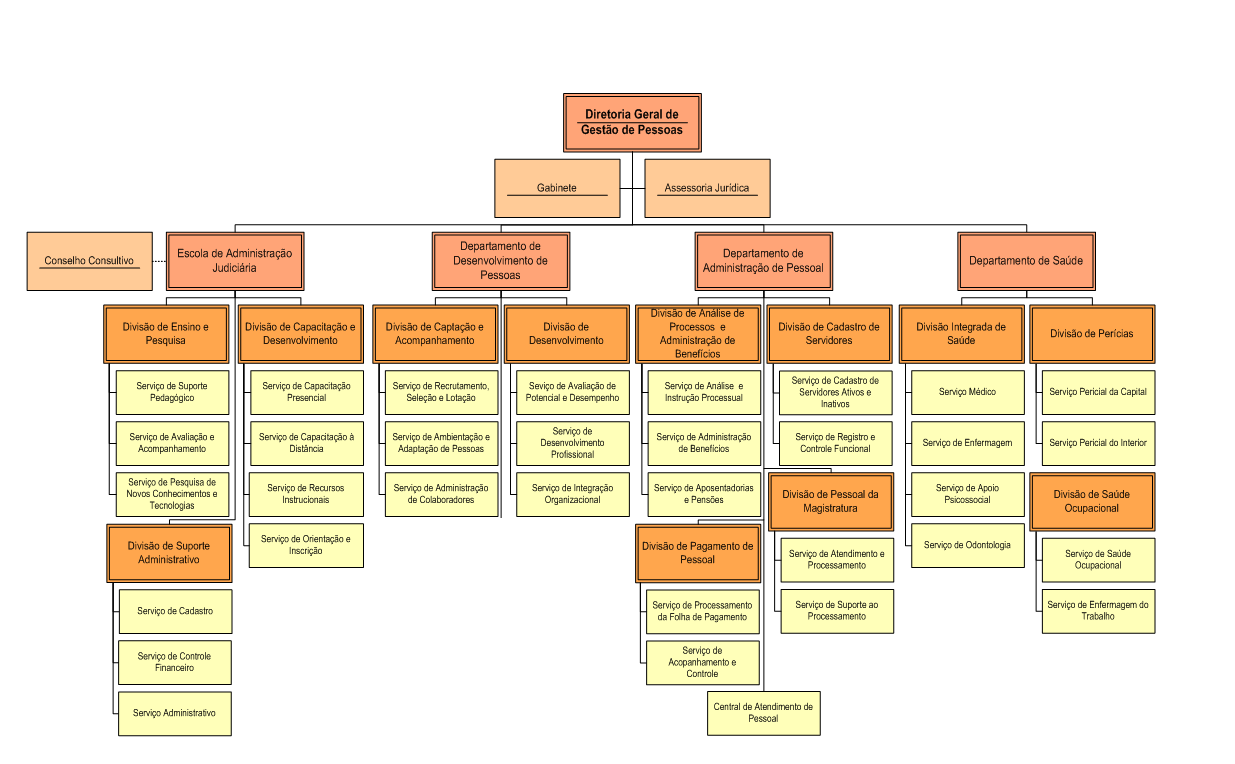 Diretoria Geral de
Gestão de Pessoas
Gabinete
Assessoria Jurídica
Conselho Consultivo
Escola de Administração
Judiciária
Departamento de
Desenvolvimento de
Pessoas
Departamento de
Administração de Pessoal
Departamento de Saúde
Divisão de Ensino e
Pesquisa
Divisão de Capacitação e
Desenvolvimento
Divisão de Captação e
Acompanhamento
Divisão de
Desenvolvimento
Divisão de Análise de
Processos e
Administração de
Benefícios
Divisão de Cadastro de
Servidores
Divisão Integrada de
Saúde
Divisão de Perícias
Serviço de Suporte
Pedagógico
Serviço de Capacitação
Presencial
Serviço de Recrutamento,
Seleção e Lotação
Seviço de Avaliação de
Potencial e Desempenho
Serviço de Análise e
Instrução Processual
Serviço de Cadastro de
Servidores Ativos e
Inativos
Serviço Médico
Serviço Pericial da Capital
Serviço de Avaliação e
Acompanhamento
Serviço de Capacitação à
Distância
Serviço de Ambientação e
Adaptação de Pessoas
Serviço de
Desenvolvimento
Profissional
Serviço de Administração
de Benefícios
Serviço de Registro e
Controle Funcional
Serviço de Enfermagem
Serviço Pericial do Interior
Serviço de Pesquisa de
Novos Conhecimentos e
Tecnologias
Serviço de Recursos
Instrucionais
Serviço de Administração
de Colaboradores
Serviço de Integração
Organizacional
Serviço de Aposentadorias
e Pensões
Divisão de Pessoal da
Magistratura
Serviço de Apoio
Psicossocial
Divisão de Saúde
Ocupacional
Divisão de Suporte
Administrativo
Serviço de Orientação e
Inscrição
Divisão de Pagamento de
Pessoal
Serviço de Atendimento e
Processamento
Serviço de Odontologia
Serviço de Saúde
Ocupacional
Serviço de Cadastro
Serviço de Processamento
da Folha de Pagamento
Serviço de Suporte ao
Processamento
Serviço de Enfermagem do
Trabalho
Serviço de Controle
Financeiro
Serviço de
Acopanhamento e
Controle
Serviço Administrativo
Central de Atendimento de
Pessoal